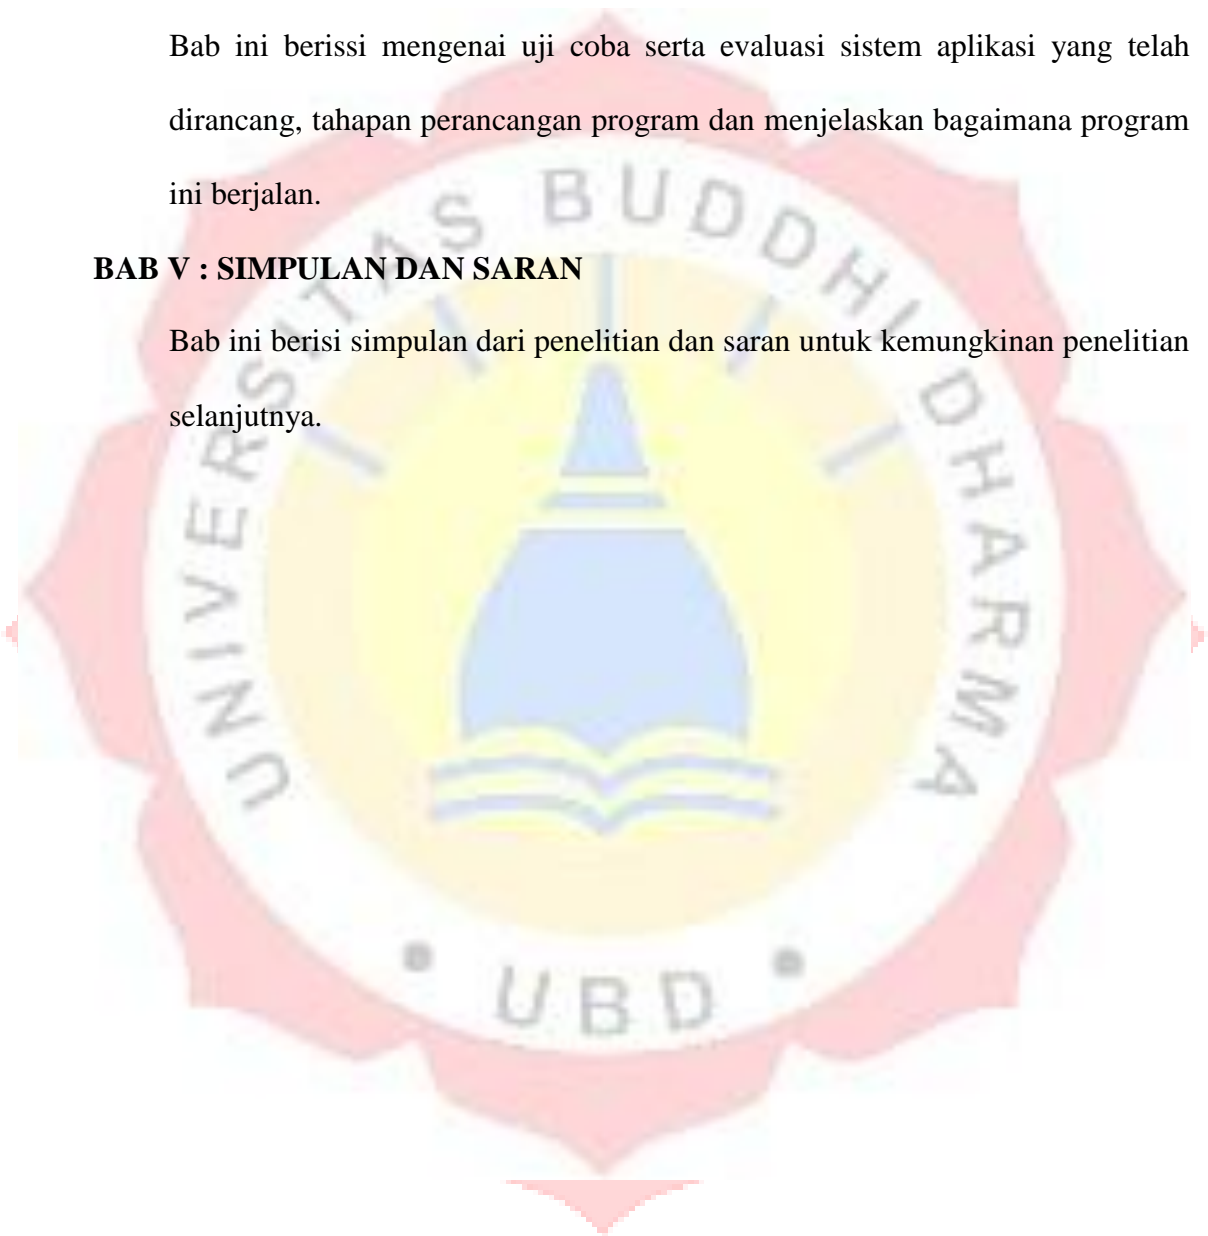 Bab ini berissi mengenai uji coba serta evaluasi sistem aplikasi yang telah
dirancang, tahapan perancangan program dan menjelaskan bagaimana program
ini berjalan.
BAB V : SIMPULAN DAN SARAN
Bab ini berisi simpulan dari penelitian dan saran untuk kemungkinan penelitian
selanjutnya.
UNIVERSITAS BUDDHI DHARMA
• UBD •